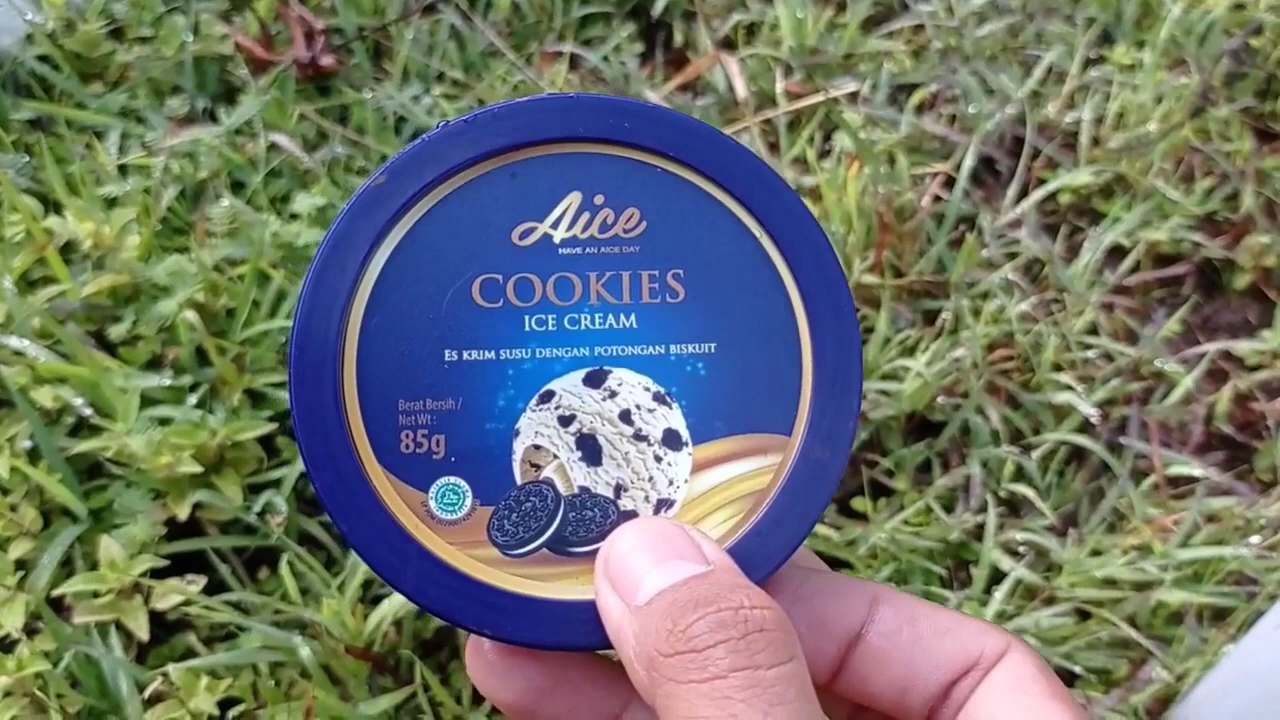 Aice
HAVE AN AICE DAY
COOKIES
ICE CREAM
ES KRIM SUSU DENGAN POTONGAN BISKUIT
Berat Bersih /
Net Wt :
85g